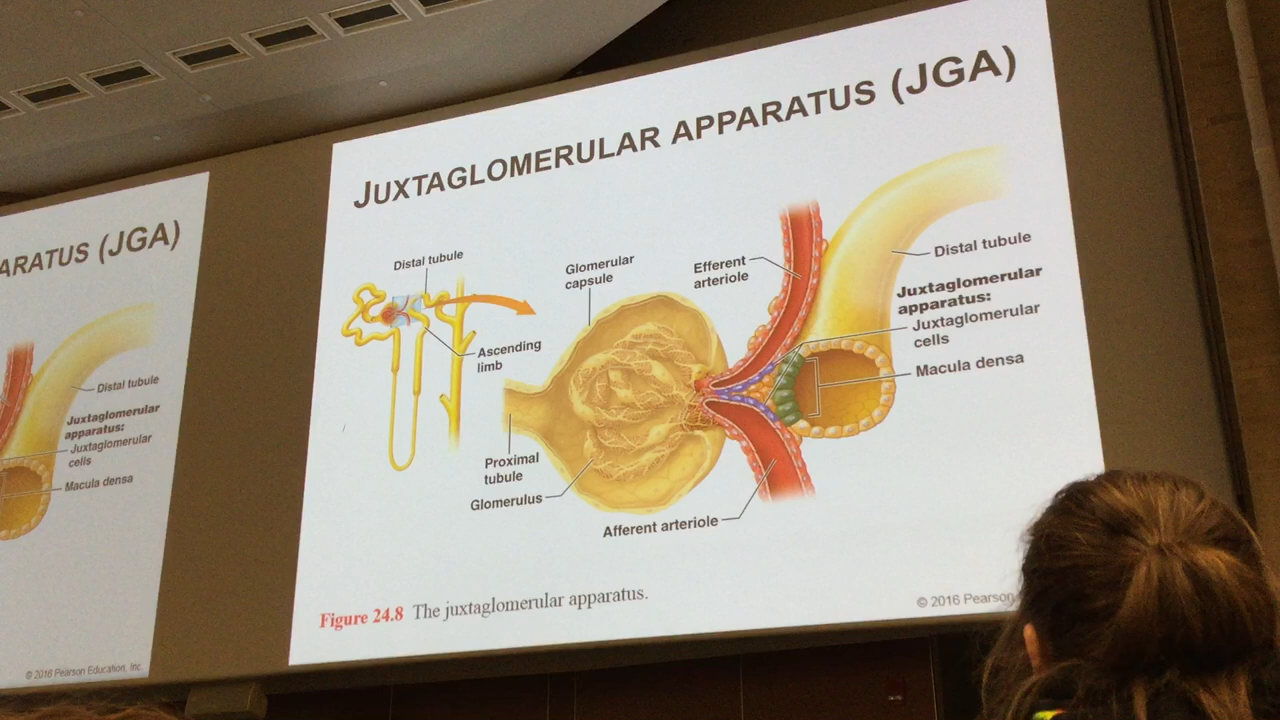 ARATUS (JGA)
Distal tubule
Juxtaglomerular
apparatus:
Juxtaglomerular
cells
Macula densa
© 2016 Pearson Education, Inc.
JUXTAGLOMERULAR APPARATUS (JGA)
Distal tubule
Ascending
limb
Glomerular
capsule
Efferent
arteriole
Distal tubule
Juxtaglomerular
apparatus:
Juxtaglomerular
cells
Macula densa
Proximal
tubule
Glomerulus
Afferent arteriole
Figure 24.8 The juxtaglomerular apparatus.
© 2016 Pearson